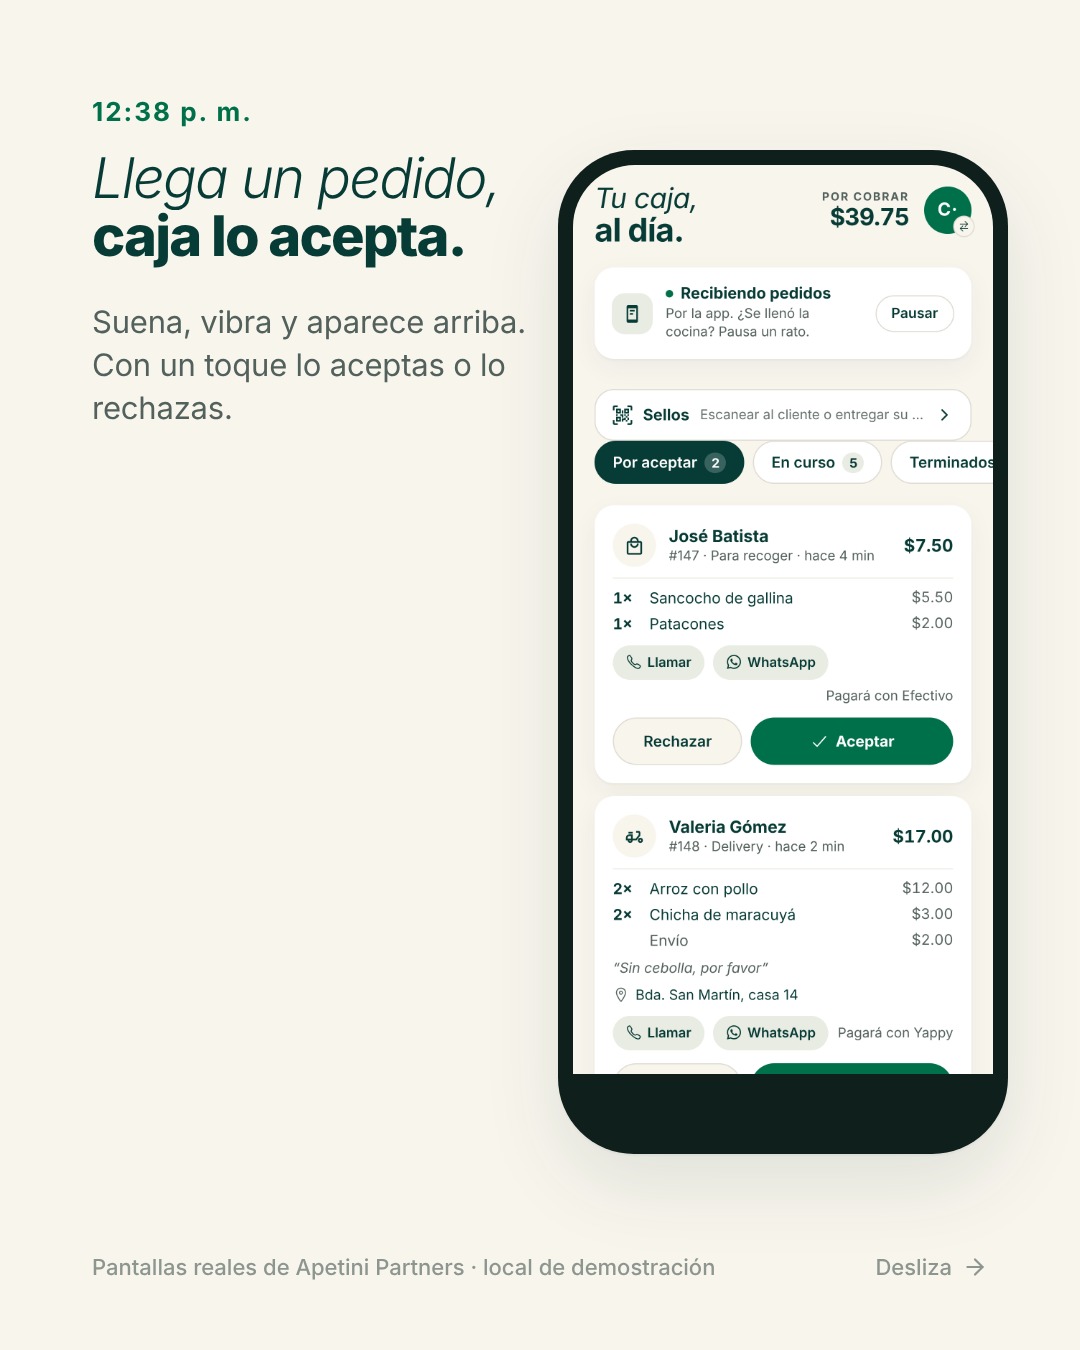 12:38 p. m.
Llega un pedido,
caja lo acepta.
Suena, vibra y aparece arriba.
Con un toque lo aceptas o lo
rechazas.
Tu caja,
al día.
POR COBRAR
$39.75
C·
Recibiendo pedidos
Por la app. ¿Se llenó la
cocina? Pausa un rato.
Pausar
Sellos Escanear al cliente o entregar su ...
Por aceptar 2 En curso 5 Terminados
José Batista
#147 · Para recoger · hace 4 min
$7.50
1× Sancocho de gallina $5.50
1× Patacones $2.00
Llamar WhatsApp
Pagará con Efectivo
Rechazar Aceptar
Valeria Gómez
#148 · Delivery · hace 2 min
$17.00
2× Arroz con pollo $12.00
2× Chicha de maracuyá $3.00
Envío $2.00
“Sin cebolla, por favor”
Bda. San Martín, casa 14
Llamar WhatsApp Pagará con Yappy
Pantallas reales de Apetini Partners · local de demostración
Desliza →